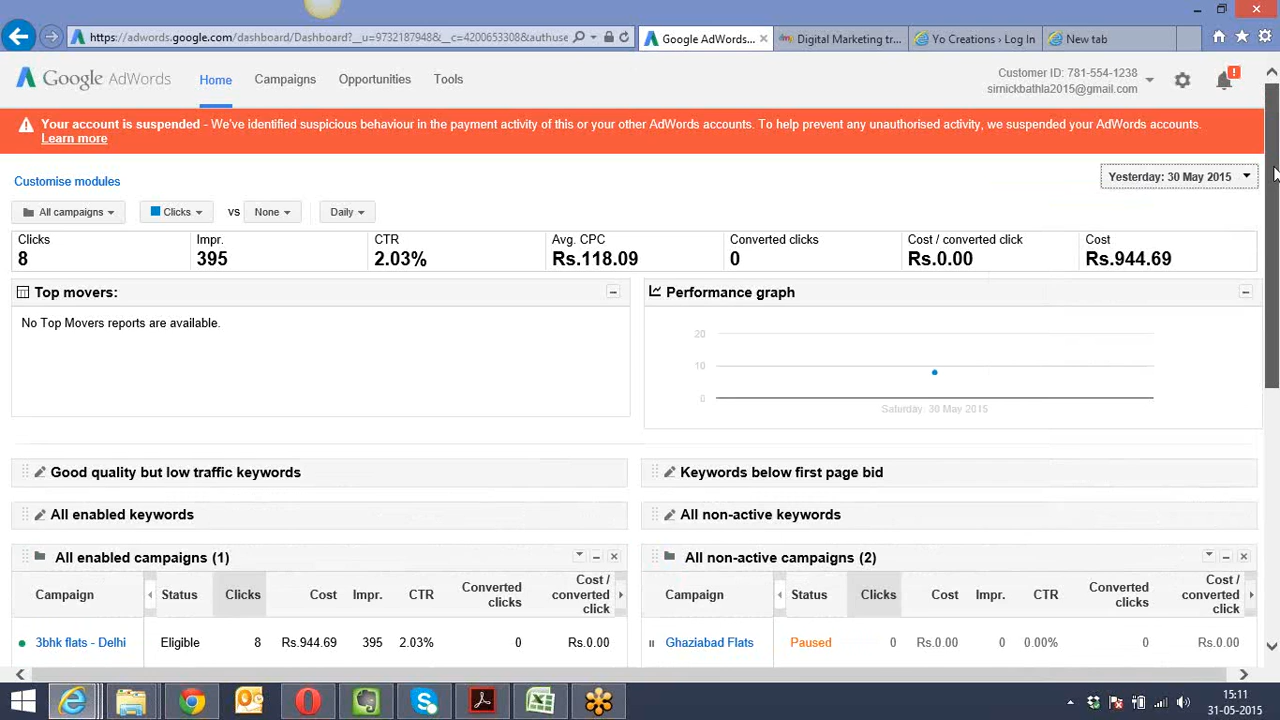 https://adwords.google.com/dashboard/Dashboard?__u=9732187948&__c=42006533088&authuse
Google AdWords...
Digital Marketing tr...
Yo Creations › Log In
New tab
Google AdWords
Home
Campaigns
Opportunities
Tools
Customer ID: 781-554-1238
sirnickbathla2015@gmail.com
Your account is suspended - We've identified suspicious behaviour in the payment activity of this or your other AdWords accounts. To help prevent any unauthorised activity, we suspended your AdWords accounts.
Learn more
Customise modules
Yesterday: 30 May 2015
All campaigns
Clicks
vs
None
Daily
Clicks
8
Impr.
395
CTR
2.03%
Avg. CPC
Rs.118.09
Converted clicks
0
Cost / converted click
Rs.0.00
Cost
Rs.944.69
Top movers:
No Top Movers reports are available.
Performance graph
20
10
0
Saturday, 30 May 2015
Good quality but low traffic keywords
Keywords below first page bid
All enabled keywords
All non-active keywords
All enabled campaigns (1)
Campaign Status Clicks Cost Impr. CTR Converted clicks Cost / converted click
3bhk flats - Delhi Eligible 8 Rs.944.69 395 2.03% 0 Rs.0.00
All non-active campaigns (2)
Campaign Status Clicks Cost Impr. CTR Converted clicks Cost / converted click
Ghaziabad Flats Paused 0 Rs.0.00 0 0.00% 0 Rs.0.00
15:11
31-05-2015